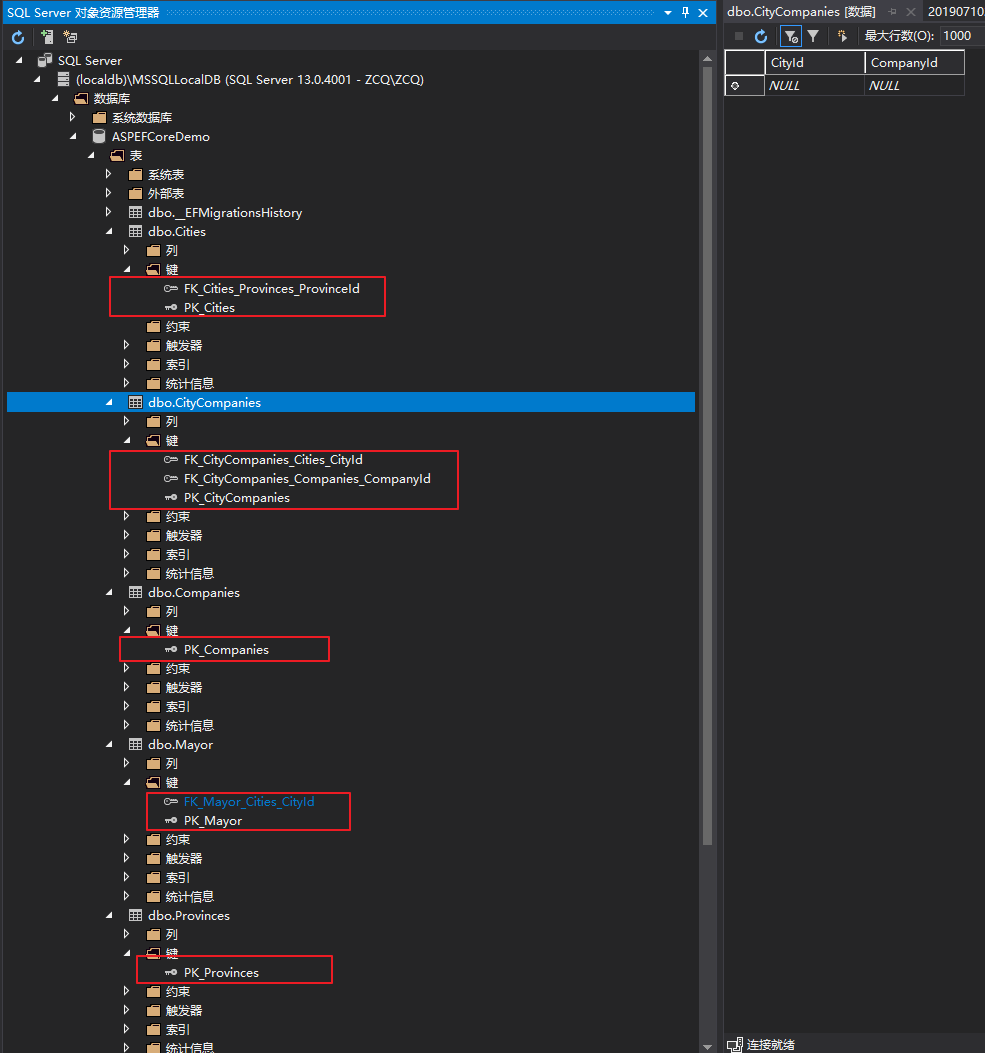 SQL Server 对象资源管理器
SQL Server
(localdb)\MSSQLLocalDB (SQL Server 13.0.4001 - ZCQ\ZCQ)
数据库
系统数据库
ASPEFCoreDemo
表
系统表
外部表
dbo.__EFMigrationsHistory
dbo.Cities
列
键
FK_Cities_Provinces_ProvinceId
PK_Cities
约束
触发器
索引
统计信息
dbo.CityCompanies
列
键
FK_CityCompanies_Cities_CityId
FK_CityCompanies_Companies_CompanyId
PK_CityCompanies
约束
触发器
索引
统计信息
dbo.Companies
列
键
PK_Companies
约束
触发器
索引
统计信息
dbo.Mayor
列
键
FK_Mayor_Cities_CityId
PK_Mayor
约束
触发器
索引
统计信息
dbo.Provinces
列
键
PK_Provinces
约束
触发器
索引
统计信息
dbo.CityCompanies [数据] 20190710
最大行数(O): 1000
CityId CompanyId
NULL NULL
连接就绪